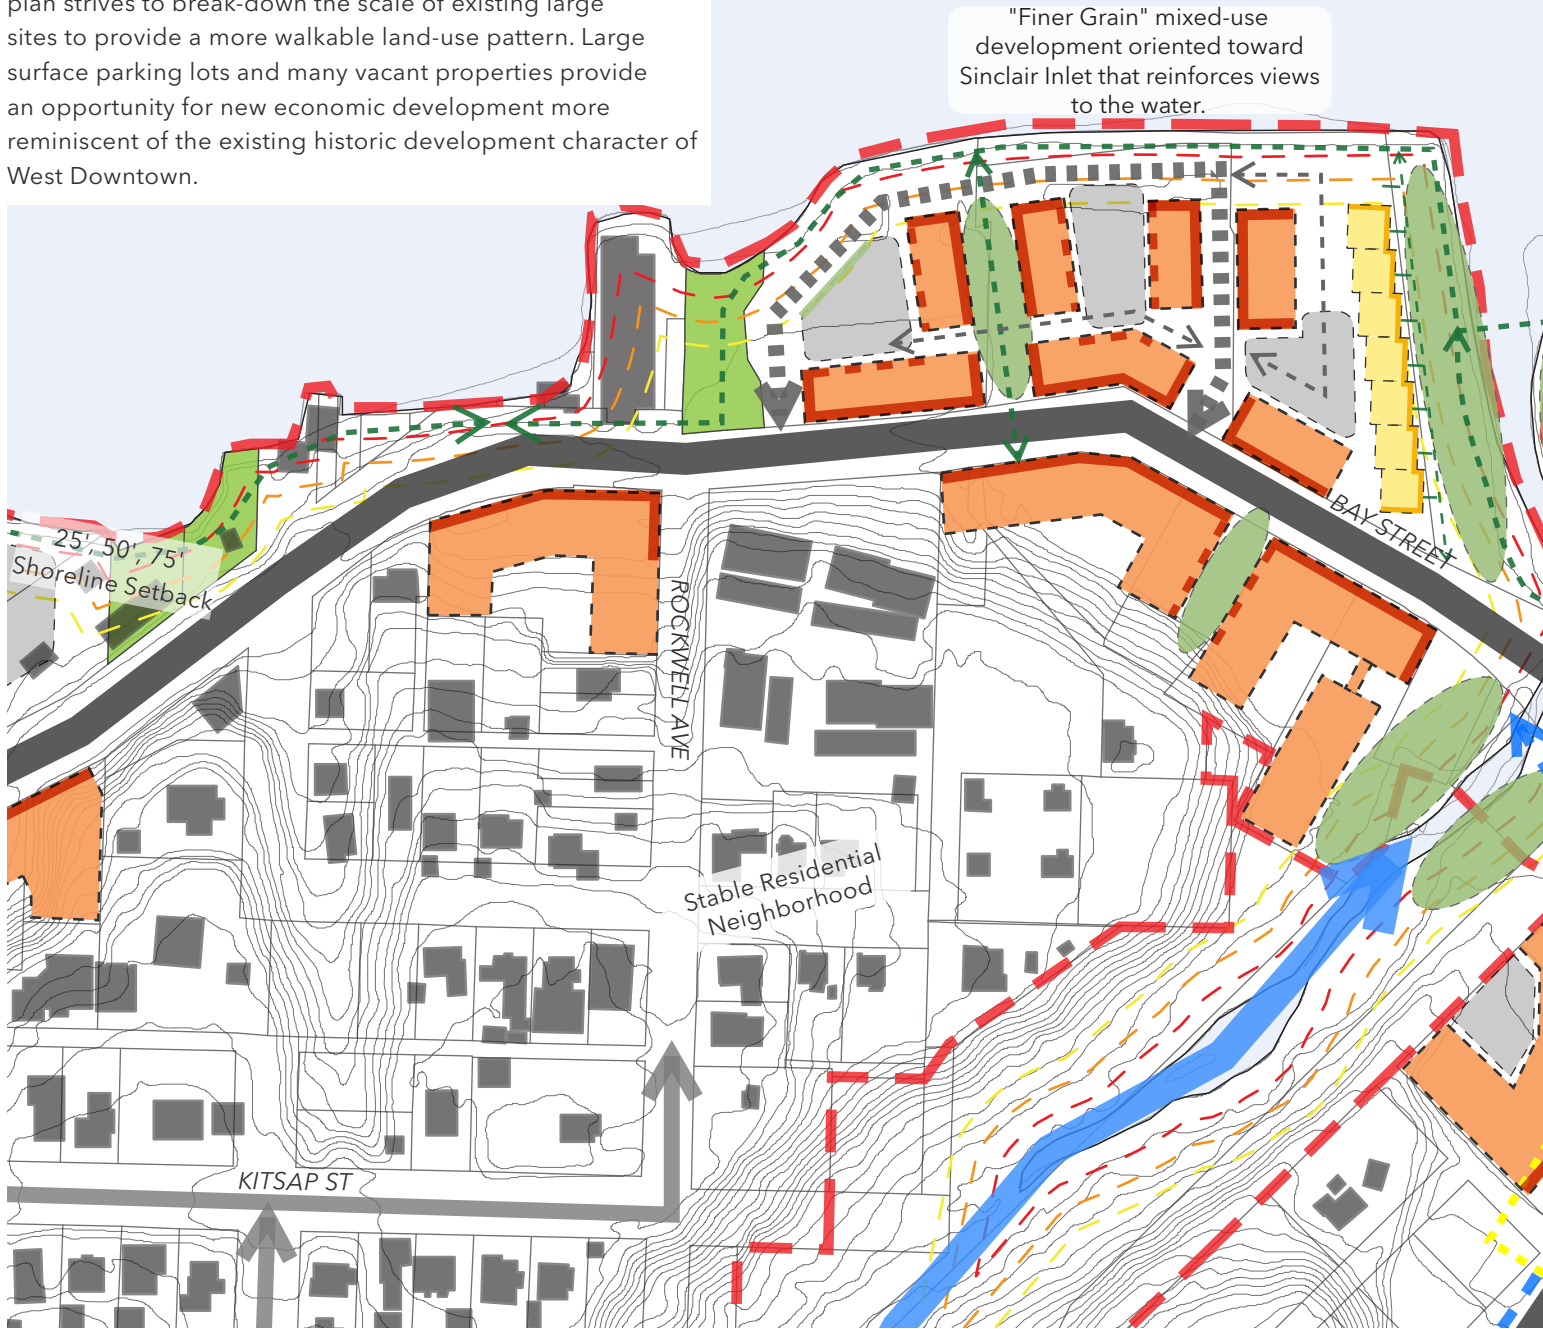 plan strives to break-down the scale of existing large
sites to provide a more walkable land-use pattern. Large
surface parking lots and many vacant properties provide
an opportunity for new economic development more
reminiscent of the existing historic development character of
West Downtown.
"Finer Grain" mixed-use
development oriented toward
Sinclair Inlet that reinforces views
to the water.
25', 50', 75'
Shoreline Setback
BAY STREET
ROCKWELL AVE
Stable Residential
Neighborhood
KITSAP ST